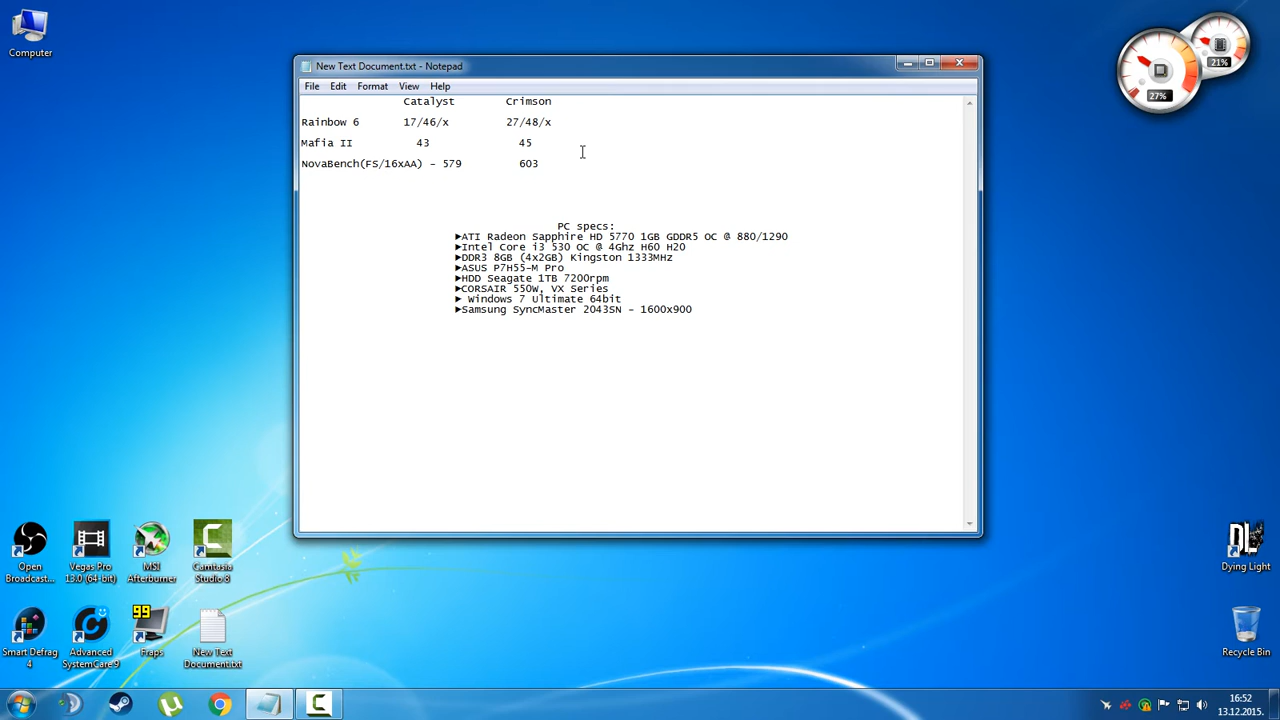 Computer
27%
21%
New Text Document.txt - Notepad
File Edit Format View Help
Catalyst Crimson
Rainbow 6 17/46/x 27/48/x
Mafia II 43 45
NovaBench(FS/16xAA) - 579 603
PC specs:
►ATI Radeon Sapphire HD 5770 1GB GDDR5 OC @ 880/1290
►Intel Core i3 530 OC @ 4Ghz H60 H20
►DDR3 8GB (4x2GB) Kingston 1333MHz
►ASUS P7H55-M Pro
►HDD Seagate 1TB 7200rpm
►CORSAIR 550W, VX Series
► Windows 7 Ultimate 64bit
►Samsung SyncMaster 2043SN - 1600x900
Open
Broadcast...
Vegas Pro
13.0 (64-bit)
MSI
Afterburner
Camtasia
Studio 8
DL
Dying Light
Smart Defrag
4
Advanced
SystemCare 9
99
Fraps
New Text
Document.txt
Recycle Bin
16:52
13.12.2015.